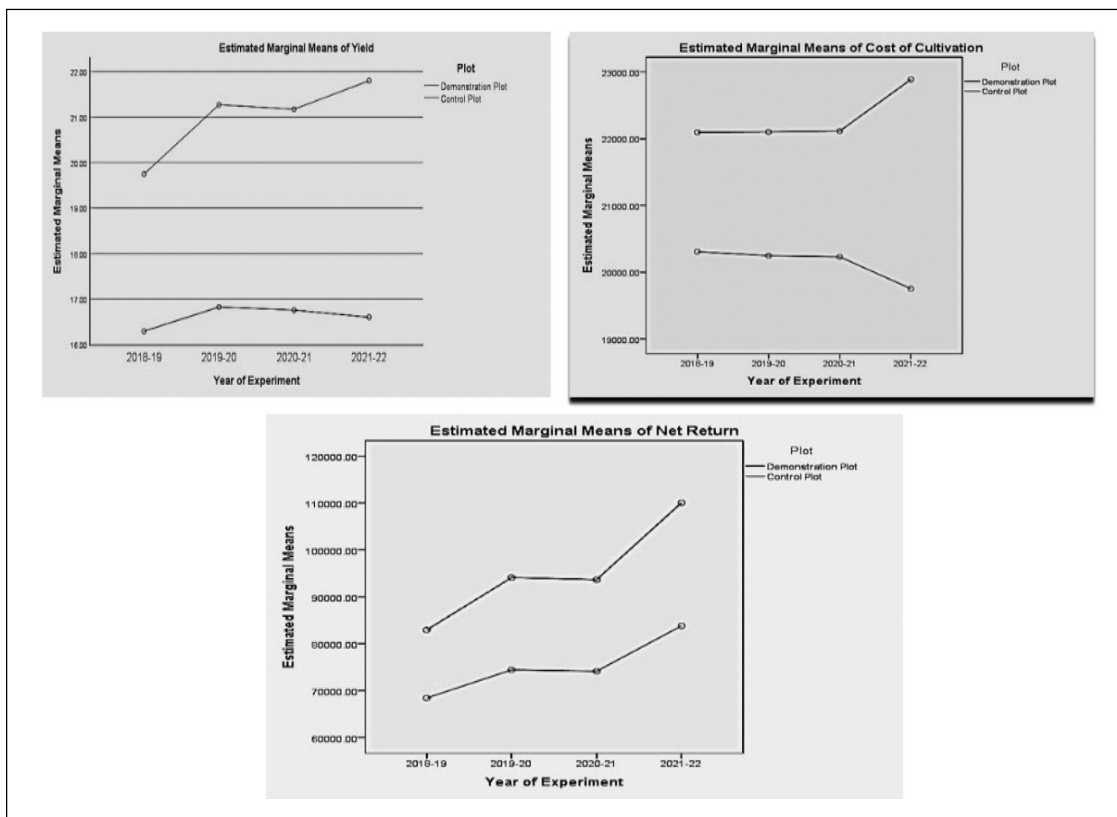 Estimated Marginal Means of Yield
Plot
Demonstration Plot
Control Plot
Estimated Marginal Means
22.00
21.00
20.00
19.00
18.00
17.00
16.00
2018-19 2019-20 2020-21 2021-22
Year of Experiment
Estimated Marginal Means of Cost of Cultivation
Plot
Demonstration Plot
Control Plot
Estimated Marginal Means
23000.00
22000.00
21000.00
20000.00
19000.00
2018-19 2019-20 2020-21 2021-22
Year of Experiment
Estimated Marginal Means of Net Return
Plot
Demonstration Plot
Control Plot
Estimated Marginal Means
120000.00
110000.00
100000.00
90000.00
80000.00
70000.00
60000.00
2018-19 2019-20 2020-21 2021-22
Year of Experiment